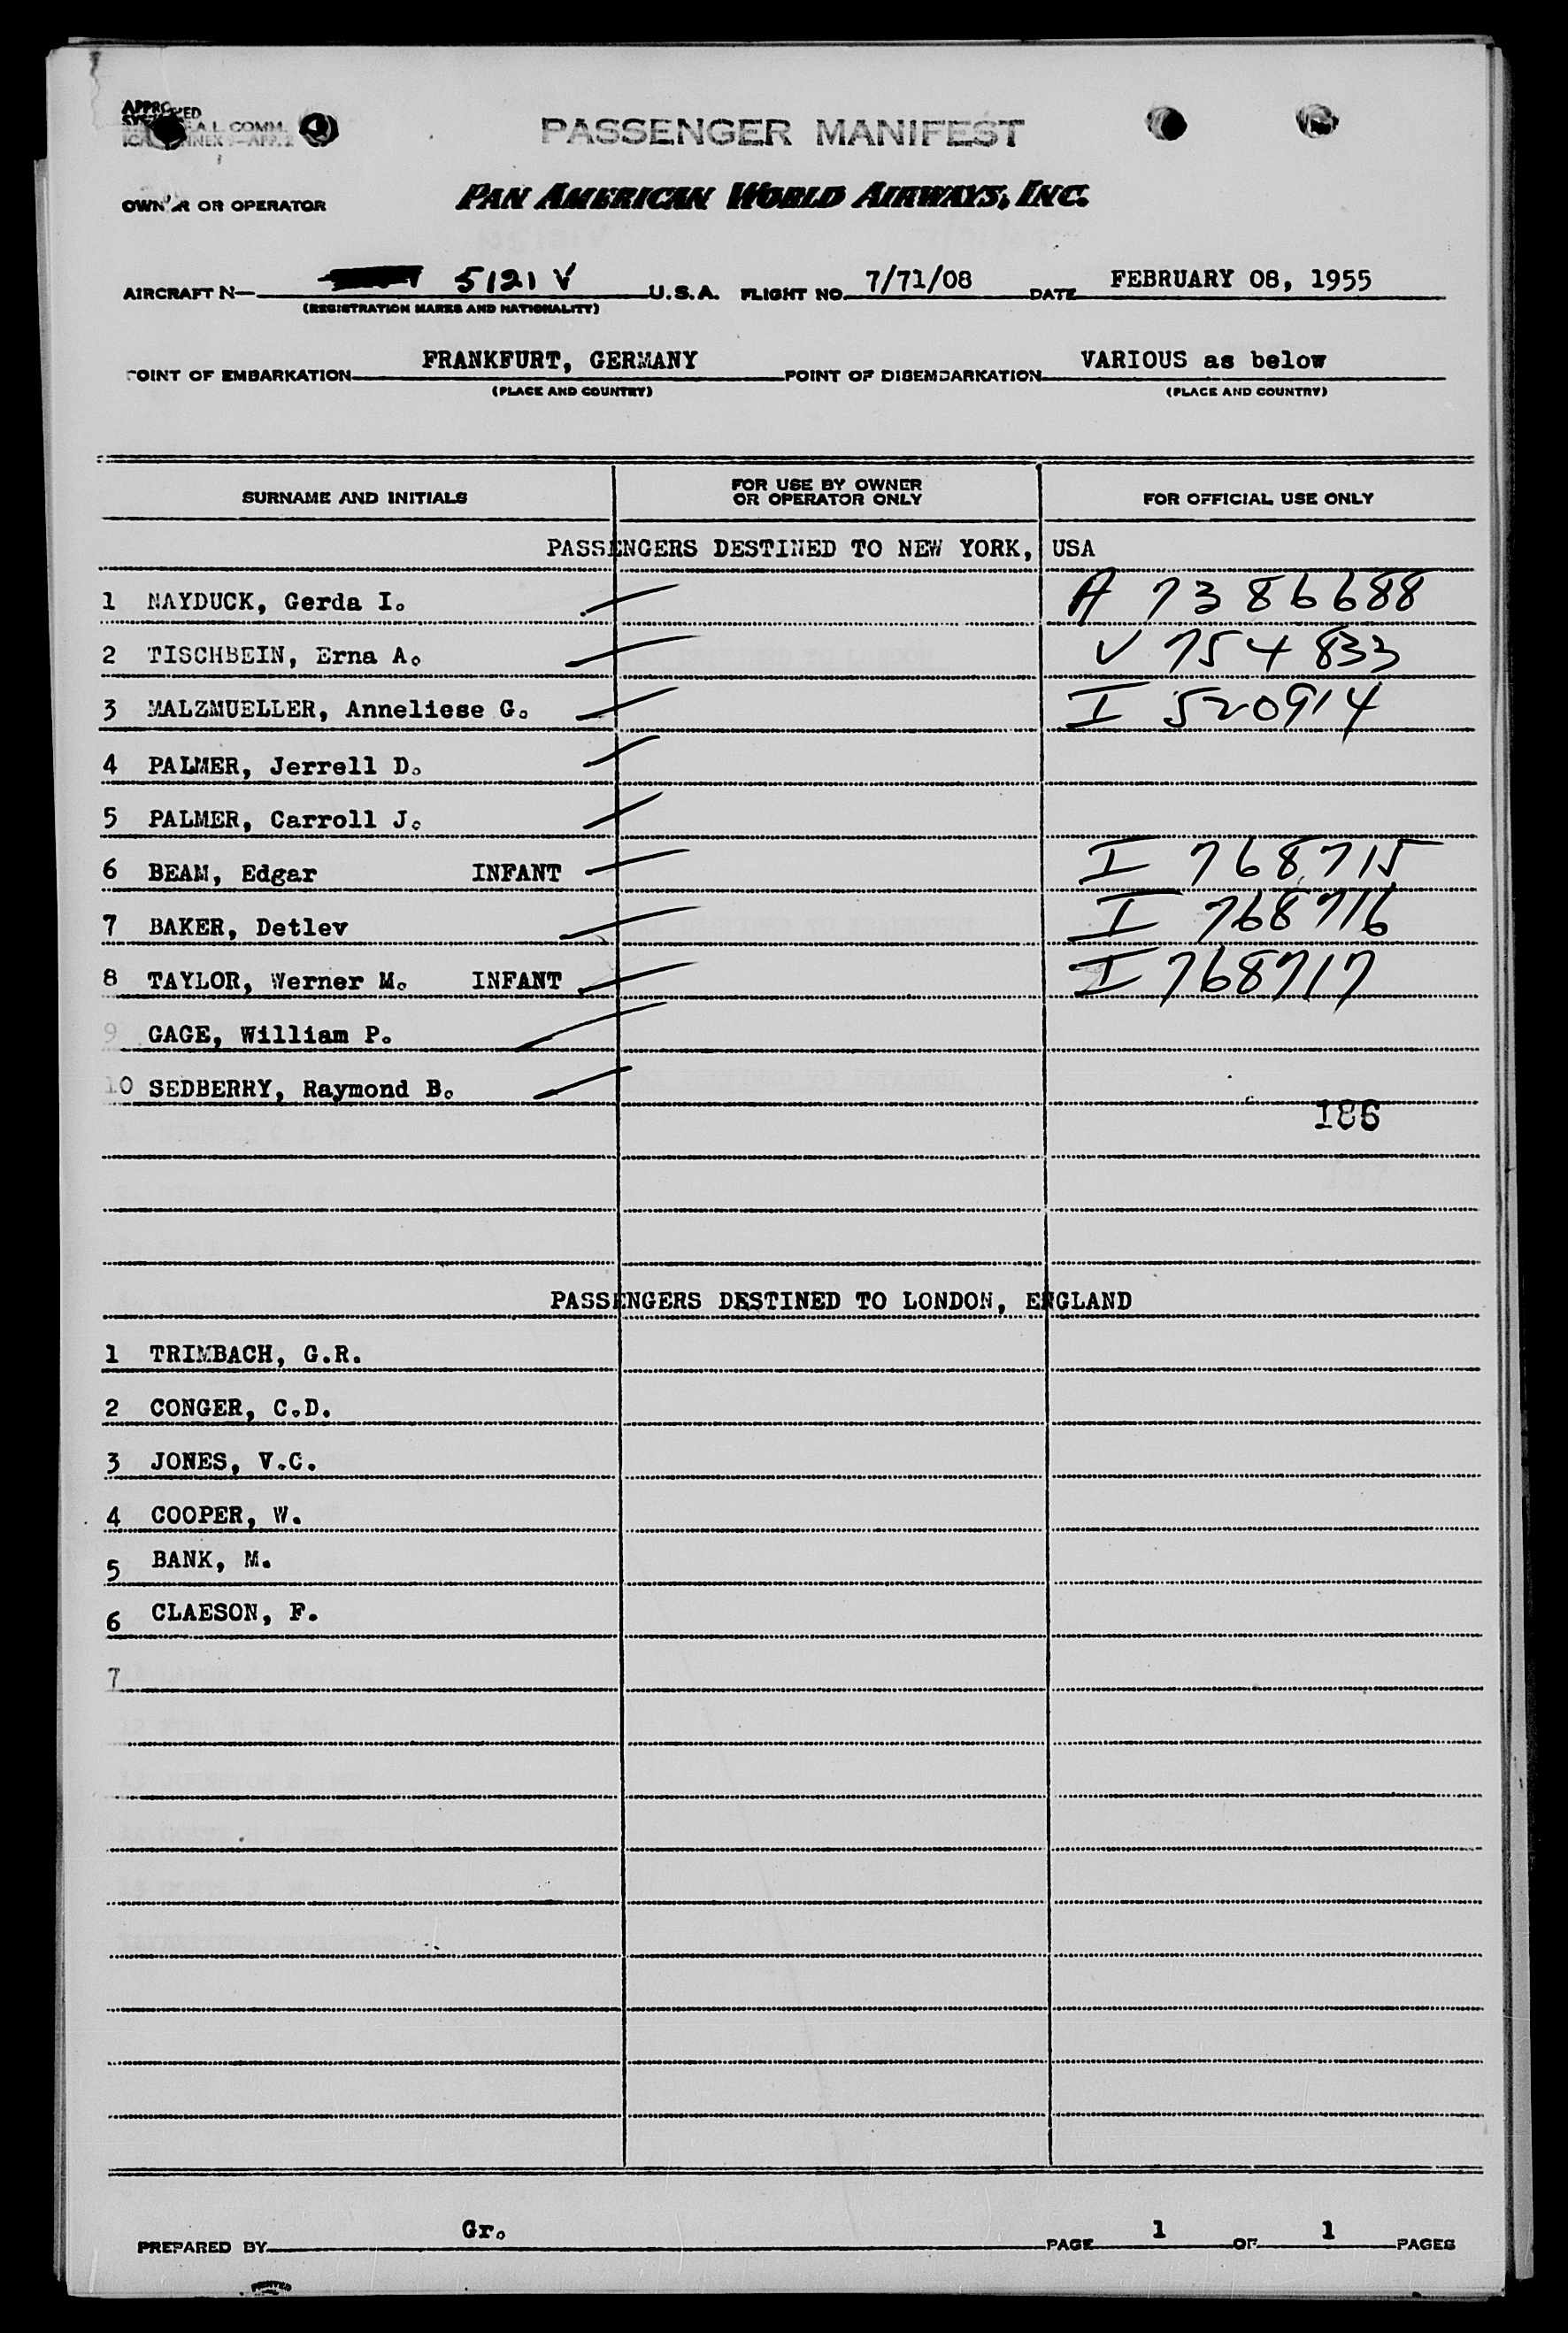 APPROVED
A.L. COMM.
PASSENGER MANIFEST
OWNER OR OPERATOR PAN AMERICAN WORLD AIRWAYS, INC.
AIRCRAFT N— 5121 V U.S.A. FLIGHT NO. 7/71/08 DATE FEBRUARY 08, 1955
(REGISTRATION MARKS AND NATIONALITY)
POINT OF EMBARKATION FRANKFURT, GERMANY POINT OF DISEMBARKATION VARIOUS as below
(PLACE AND COUNTRY) (PLACE AND COUNTRY)
SURNAME AND INITIALS FOR USE BY OWNER OR OPERATOR ONLY FOR OFFICIAL USE ONLY
PASSENGERS DESTINED TO NEW YORK, USA
1 NAYDUCK, Gerda I. A 7386688
2 TISCHBEIN, Erna A. V 754833
3 MALZMUELLER, Anneliese G. I 520914
4 PALMER, Jerrell D.
5 PALMER, Carroll J.
6 BEAM, Edgar INFANT I 768715
7 BAKER, Detlev I 768716
8 TAYLOR, Werner M. INFANT I 768717
9 GAGE, William P.
10 SEDBERRY, Raymond B.
186
PASSENGERS DESTINED TO LONDON, ENGLAND
1 TRIMBACH, G.R.
2 CONGER, C.D.
3 JONES, V.C.
4 COOPER, W.
5 BANK, M.
6 CLAESON, F.
7
PREPARED BY Gr. PAGE 1 OF 1 PAGES